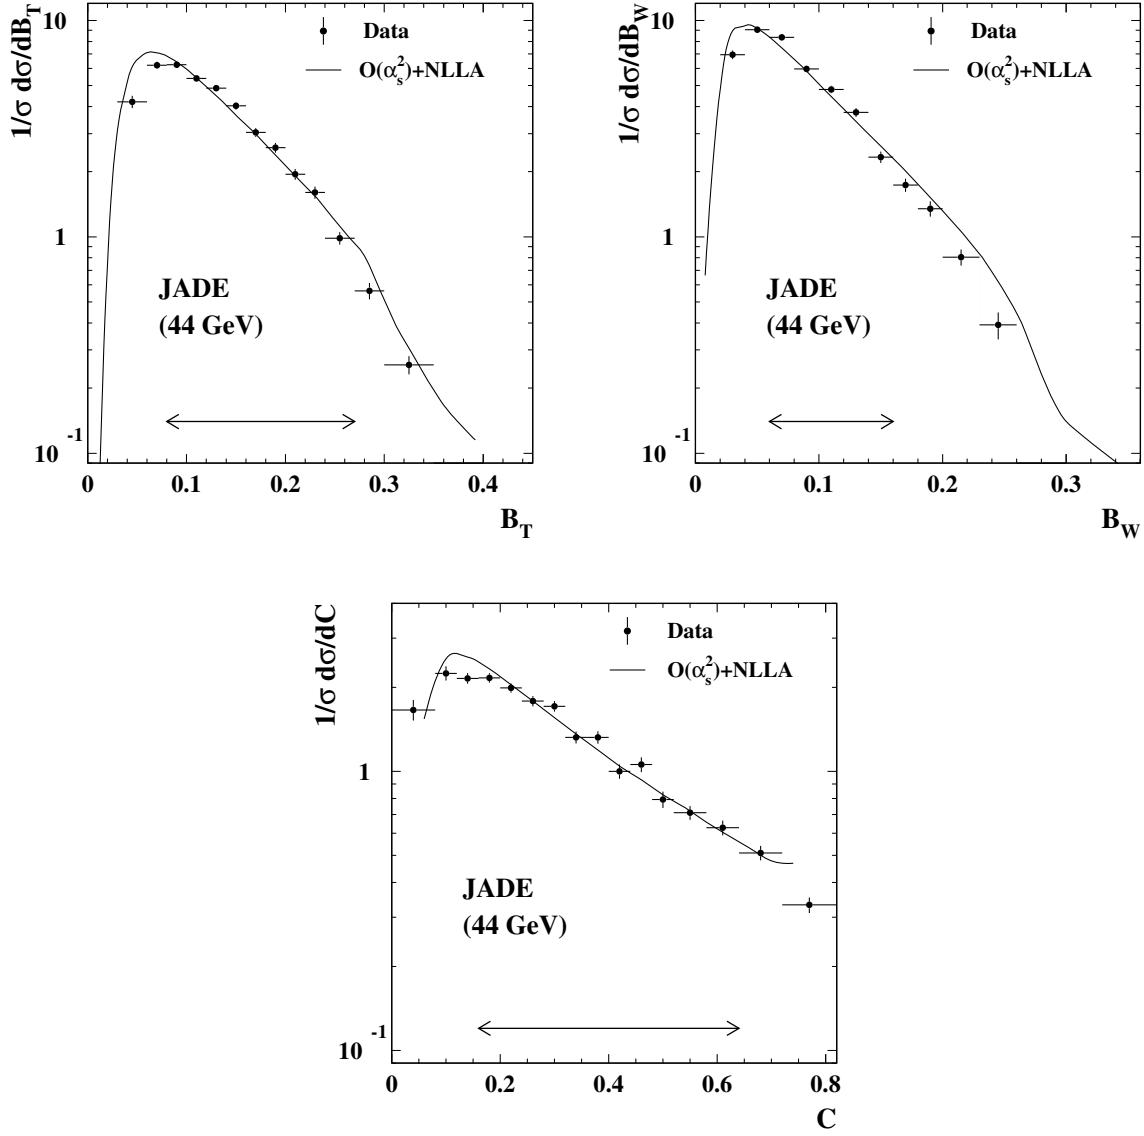 1/σ dσ/dB_T
10
1
10^-1
Data
O(α_s^2)+NLLA
JADE
(44 GeV)
0 0.1 0.2 0.3 0.4
B_T
1/σ dσ/dB_W
10
1
10^-1
Data
O(α_s^2)+NLLA
JADE
(44 GeV)
0 0.1 0.2 0.3
B_W
1/σ dσ/dC
1
10^-1
Data
O(α_s^2)+NLLA
JADE
(44 GeV)
0 0.2 0.4 0.6 0.8
C